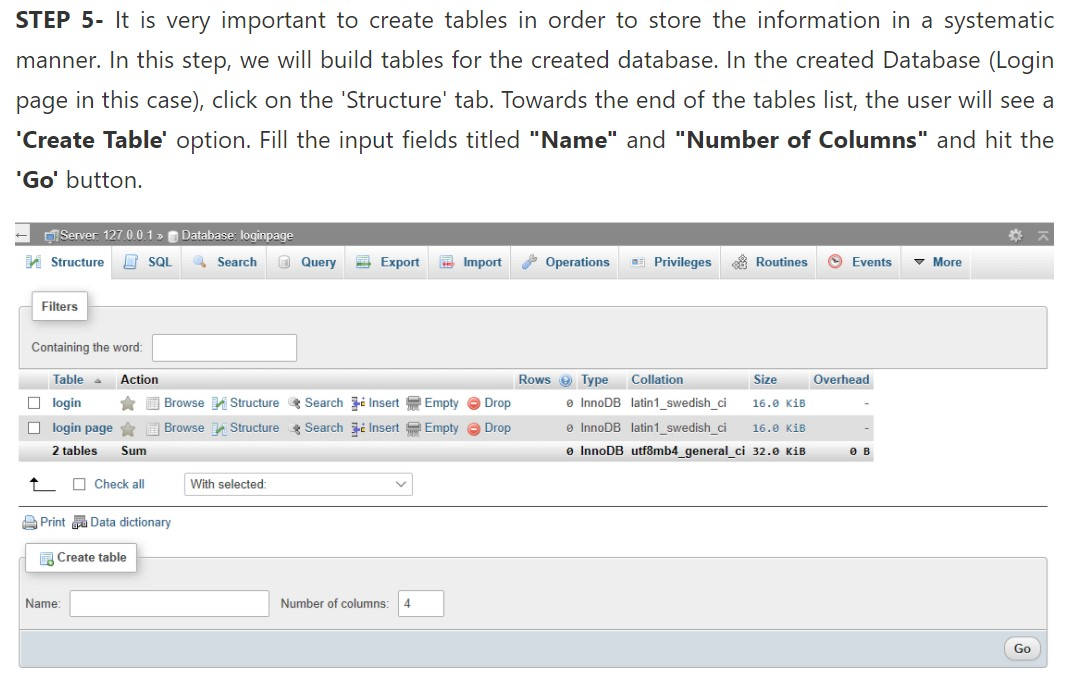 STEP 5- It is very important to create tables in order to store the information in a systematic
manner. In this step, we will build tables for the created database. In the created Database (Login
page in this case), click on the 'Structure' tab. Towards the end of the tables list, the user will see a
'Create Table' option. Fill the input fields titled "Name" and "Number of Columns" and hit the
'Go' button.
Server: 127.0.0.1 » Database: loginpage
Structure SQL Search Query Export Import Operations Privileges Routines Events More
Filters
Containing the word:
Table Action Rows Type Collation Size Overhead
login Browse Structure Search Insert Empty Drop 0 InnoDB latin1_swedish_ci 16.0 KiB -
login page Browse Structure Search Insert Empty Drop 0 InnoDB latin1_swedish_ci 16.0 KiB -
2 tables Sum 0 InnoDB utf8mb4_general_ci 32.0 KiB 0 B
Check all With selected:
Print Data dictionary
Create table
Name: Number of columns: 4
Go